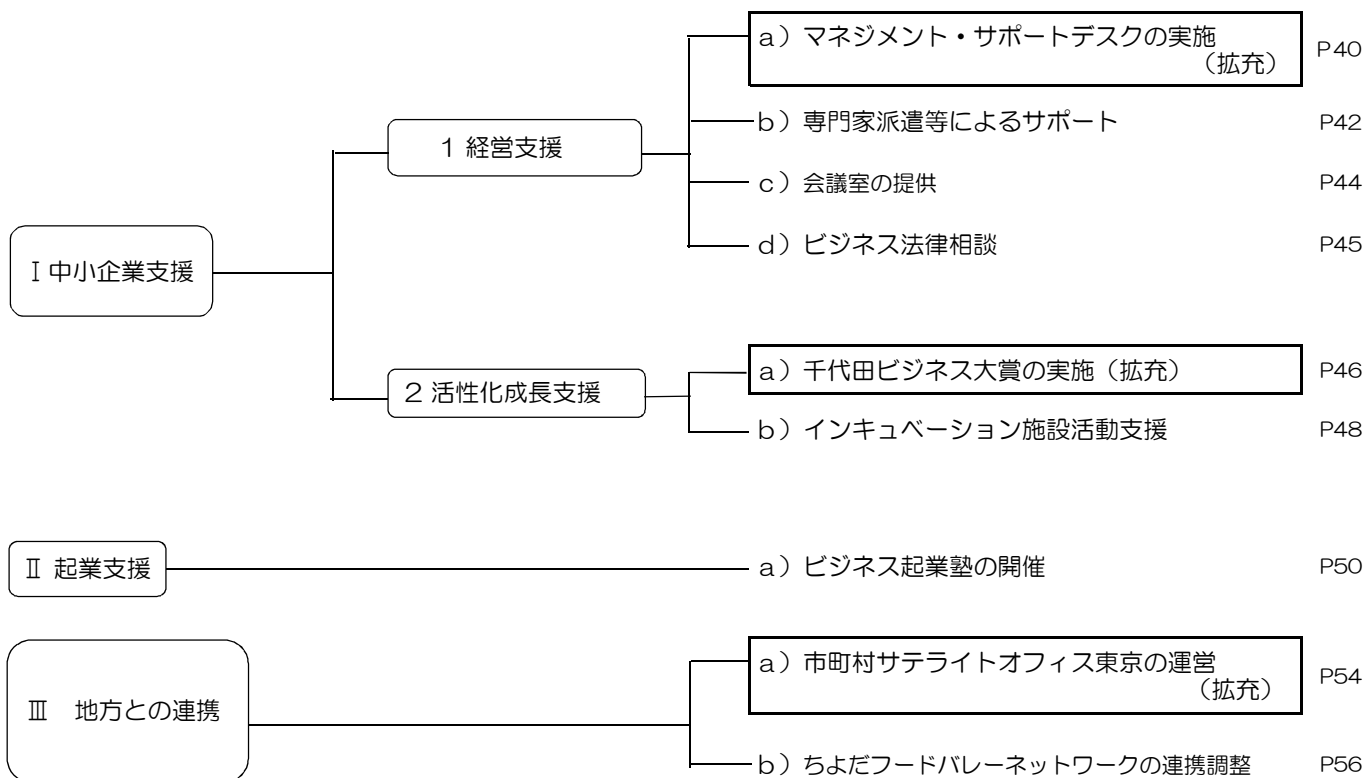 a）マネジメント・サポートデスクの実施
（拡充）
P40
b）専門家派遣等によるサポート
P42
1 経営支援
c）会議室の提供
P44
d）ビジネス法律相談
P45
Ⅰ中小企業支援
a）千代田ビジネス大賞の実施（拡充）
P46
2 活性化成長支援
b）インキュベーション施設活動支援
P48
Ⅱ 起業支援
a）ビジネス起業塾の開催
P50
a）市町村サテライトオフィス東京の運営
（拡充）
P54
Ⅲ　地方との連携
b）ちよだフードバレーネットワークの連携調整
P56